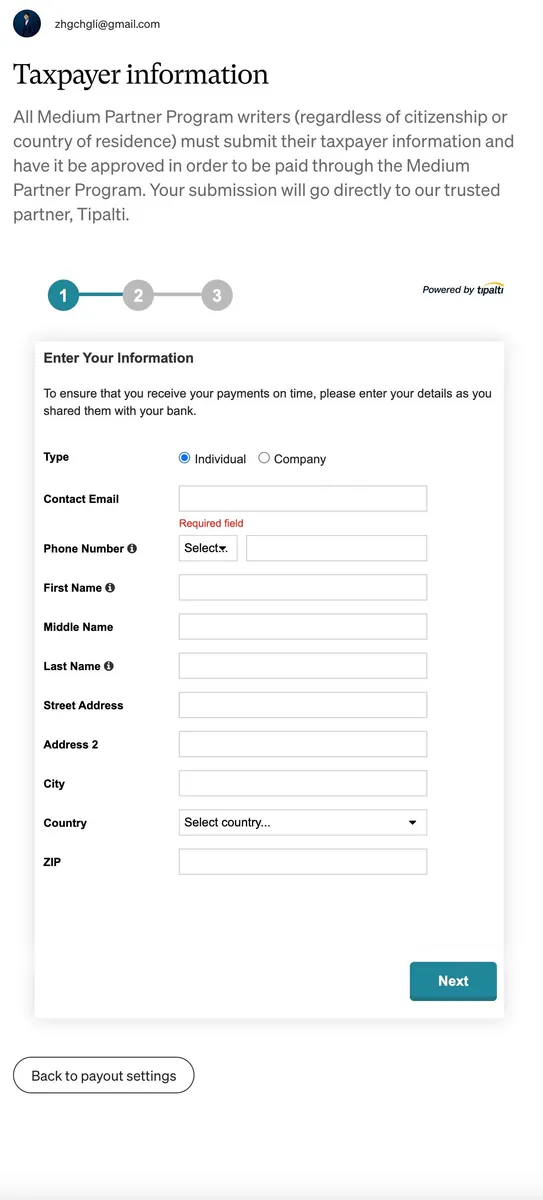 zhgchgli@gmail.com
Taxpayer information
All Medium Partner Program writers (regardless of citizenship or
country of residence) must submit their taxpayer information and
have it be approved in order to be paid through the Medium
Partner Program. Your submission will go directly to our trusted
partner, Tipalti.
1 2 3
Powered by tipalti
Enter Your Information
To ensure that you receive your payments on time, please enter your details as you
shared them with your bank.
Type Individual Company
Contact Email
Required field
Phone Number Select...
First Name
Middle Name
Last Name
Street Address
Address 2
City
Country Select country...
ZIP
Next
Back to payout settings